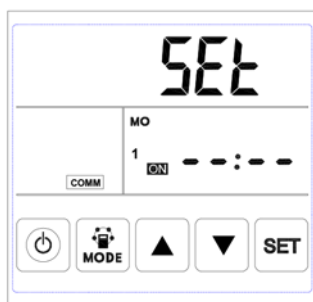 SEt
MO
1 ON --:--
COMM
MODE
SET